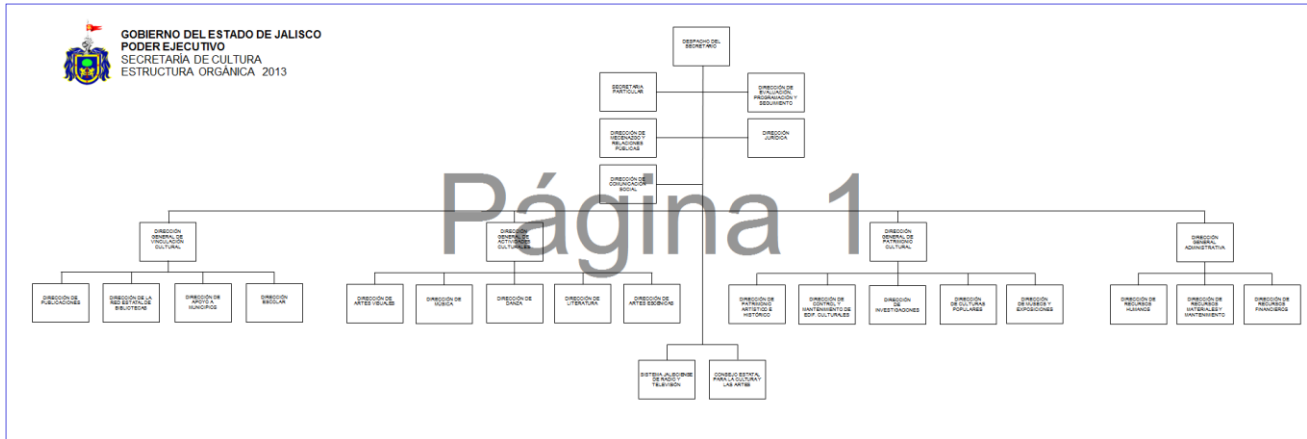 GOBIERNO DEL ESTADO DE JALISCO
PODER EJECUTIVO
SECRETARÍA DE CULTURA
ESTRUCTURA ORGÁNICA 2013
DESPACHO DEL
SECRETARIO
SECRETARIA
PARTICULAR
DIRECCIÓN DE
EVALUACIÓN,
PROGRAMACIÓN Y
SEGUIMIENTO
DIRECCIÓN DE
MECENAZGO Y
RELACIONES
PÚBLICAS
DIRECCIÓN
JURÍDICA
DIRECCIÓN DE
COMUNICACIÓN
SOCIAL
Página 1
DIRECCIÓN
GENERAL DE
VINCULACIÓN
CULTURAL
DIRECCIÓN
GENERAL DE
ACTIVIDADES
CULTURALES
DIRECCIÓN
GENERAL DE
PATRIMONIO
CULTURAL
DIRECCIÓN
GENERAL
ADMINISTRATIVA
DIRECCIÓN DE
PUBLICACIONES
DIRECCIÓN DE LA
RED ESTATAL DE
BIBLIOTECAS
DIRECCIÓN DE
APOYO A
MUNICIPIOS
DIRECCIÓN
ESCOLAR
DIRECCIÓN DE
ARTES VISUALES
DIRECCIÓN DE
MÚSICA
DIRECCIÓN DE
DANZA
DIRECCIÓN DE
LITERATURA
DIRECCIÓN DE
ARTES ESCÉNICAS
DIRECCIÓN DE
PATRIMONIO
ARTÍSTICO E
HISTÓRICO
DIRECCIÓN DE
CONTROL Y
MANTENIMIENTO DE
EDIF. CULTURALES
DIRECCIÓN
DE
INVESTIGACIONES
DIRECCIÓN
DE CULTURAS
POPULARES
DIRECCIÓN
DE MUSEOS Y
EXPOSICIONES
DIRECCIÓN DE
RECURSOS
HUMANOS
DIRECCIÓN DE
RECURSOS
MATERIALES Y
MANTENIMIENTO
DIRECCIÓN DE
RECURSOS
FINANCIEROS
SISTEMA JALISCIENSE
DE RADIO Y
TELEVISIÓN
CONSEJO ESTATAL
PARA LA CULTURA Y
LAS ARTES